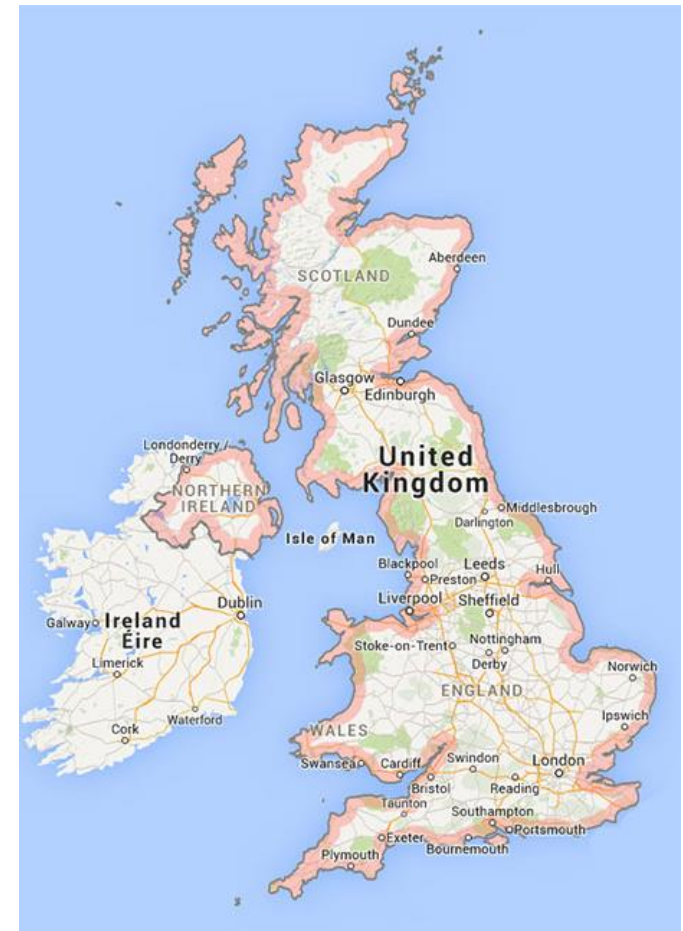 Aberdeen
SCOTLAND
Dundee
Glasgow
Edinburgh
Londonderry /
Derry
United
Kingdom
NORTHERN
IRELAND
Middlesbrough
Darlington
Isle of Man
Blackpool
Leeds
Hull
Preston
Liverpool
Sheffield
Dublin
Galway
Ireland
Éire
Nottingham
Stoke-on-Trent
Derby
Limerick
Norwich
ENGLAND
Ipswich
Waterford
Cork
WALES
Swindon
London
Swansea
Cardiff
Bristol
Reading
Taunton
Southampton
Portsmouth
Exeter
Bournemouth
Plymouth